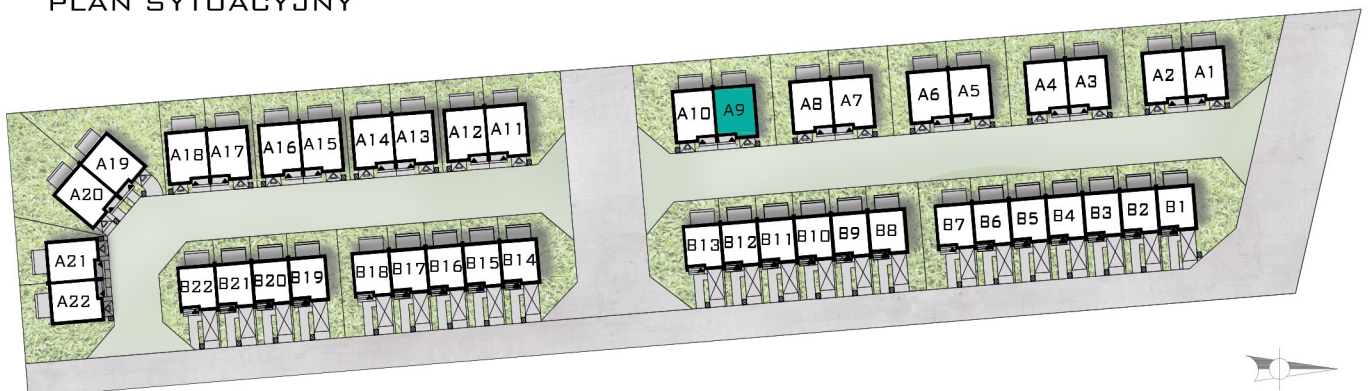 PLAN SYTUACYJNY
A10 A9 A8 A7 A6 A5 A4 A3 A2 A1
A19 A18 A17 A16 A15 A14 A13 A12 A11
A20
A21
A22
B13 B12 B11 B10 B9 B8 B7 B6 B5 B4 B3 B2 B1
B22 B21 B20 B19 B18 B17 B16 B15 B14